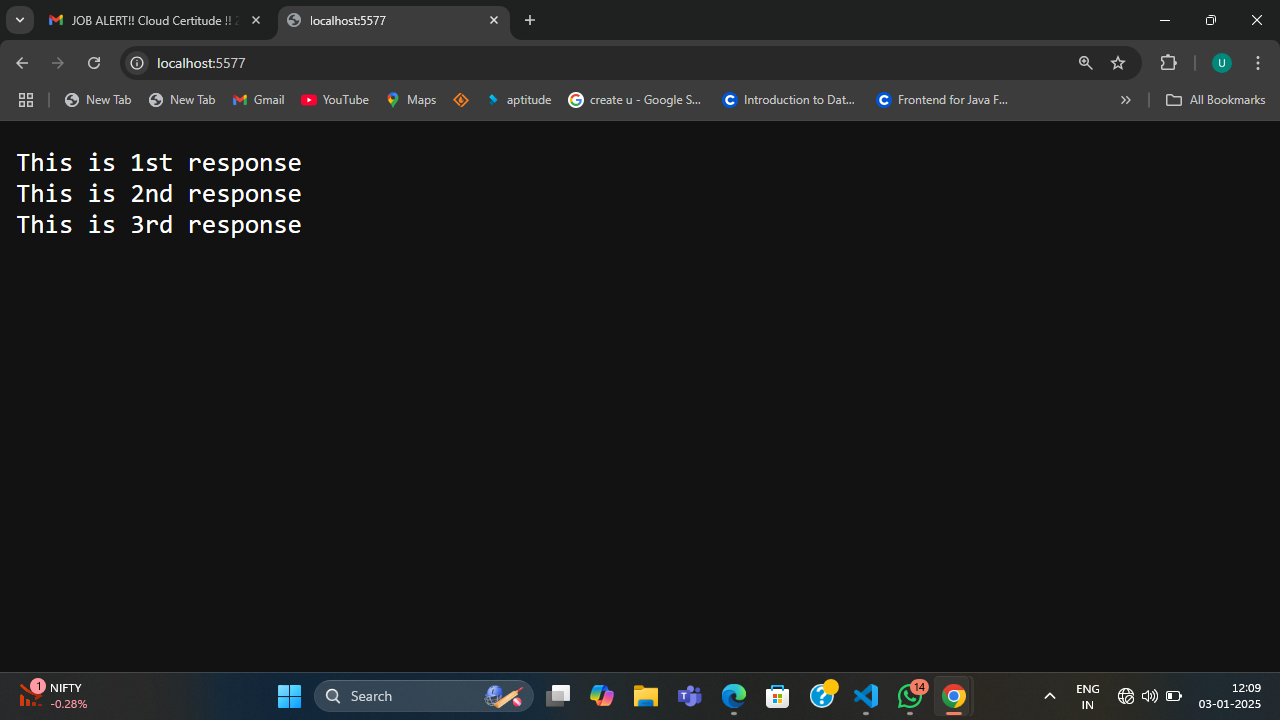 JOB ALERT!! Cloud Certitude !!
localhost:5577
localhost:5577
U
New Tab
New Tab
Gmail
YouTube
Maps
aptitude
create u - Google S...
Introduction to Dat...
Frontend for Java F...
All Bookmarks
This is 1st response
This is 2nd response
This is 3rd response
1
NIFTY
-0.28%
Search
14
ENG
IN
12:09
03-01-2025